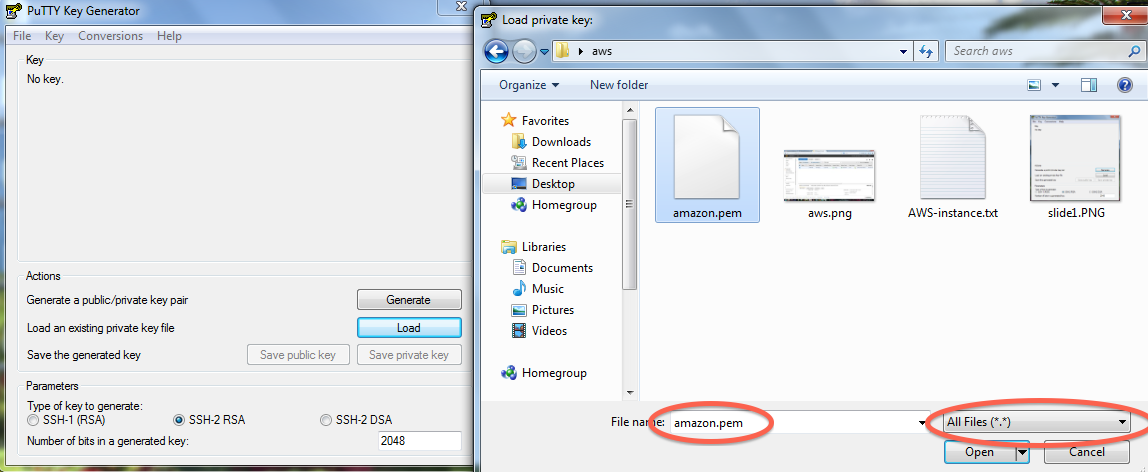 PuTTY Key Generator
File Key Conversions Help
Key
No key.
Actions
Generate a public/private key pair
Generate
Load an existing private key file
Load
Save the generated key
Save public key
Save private key
Parameters
Type of key to generate:
SSH-1 (RSA)
SSH-2 RSA
SSH-2 DSA
Number of bits in a generated key:
2048
Load private key:
aws
Search aws
Organize
New folder
Favorites
Downloads
Recent Places
Desktop
Homegroup
Libraries
Documents
Music
Pictures
Videos
Homegroup
amazon.pem
aws.png
AWS-instance.txt
slide1.PNG
File name:
amazon.pem
All Files (*.*)
Open
Cancel